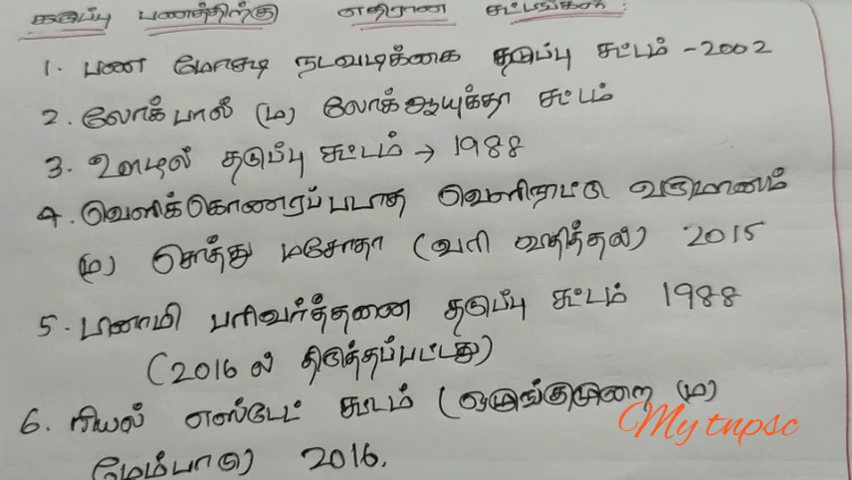 கருப்பு பணத்திற்கு எதிரான சட்டங்கள் :
1. பண மோசடி நடவடிக்கை தடுப்பு சட்டம் - 2002
2. லோக்பால் (ம) லோக்ஆயுக்தா சட்டம்
3. ஊழல் தடுப்பு சட்டம் → 1988
4. வெளிக்கொணரப்படாத வெளிநாட்டு வருமானம்
(ம) சொத்து மசோதா (வரி விதித்தல்) 2015
5. பினாமி பரிவர்த்தனை தடுப்பு சட்டம் 1988
(2016 ல் திருத்தப்பட்டது)
6. ரியல் எஸ்டேட் சட்டம் (ஒழுங்குமுறை (ம)
மேம்பாடு) 2016.
My tnpsc